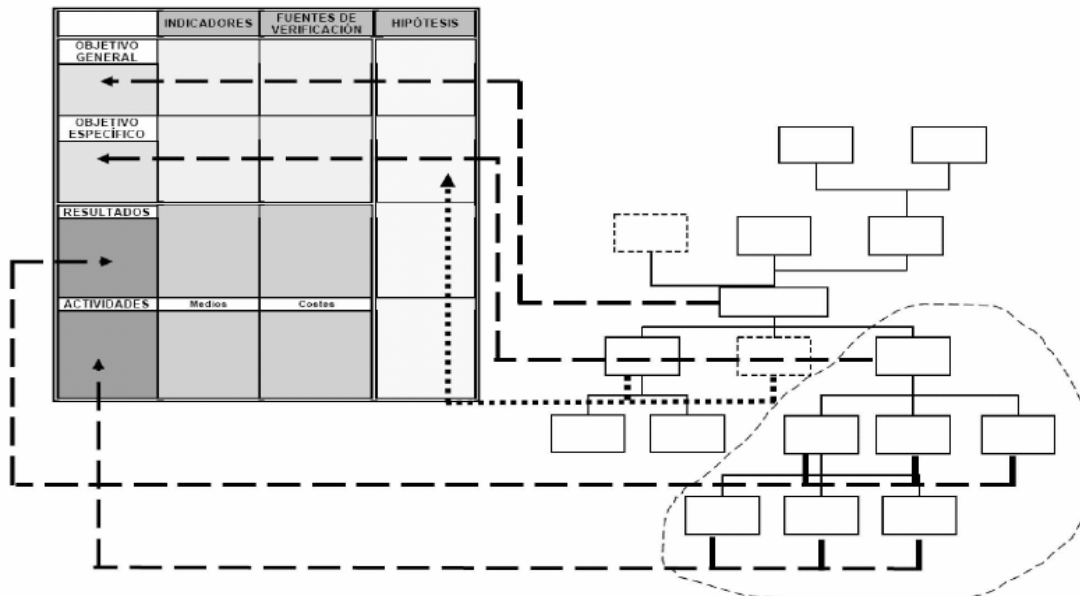 INDICADORES
FUENTES DE
VERIFICACIÓN
HIPÓTESIS
OBJETIVO
GENERAL
OBJETIVO
ESPECÍFICO
RESULTADOS
ACTIVIDADES
Medios
Costes